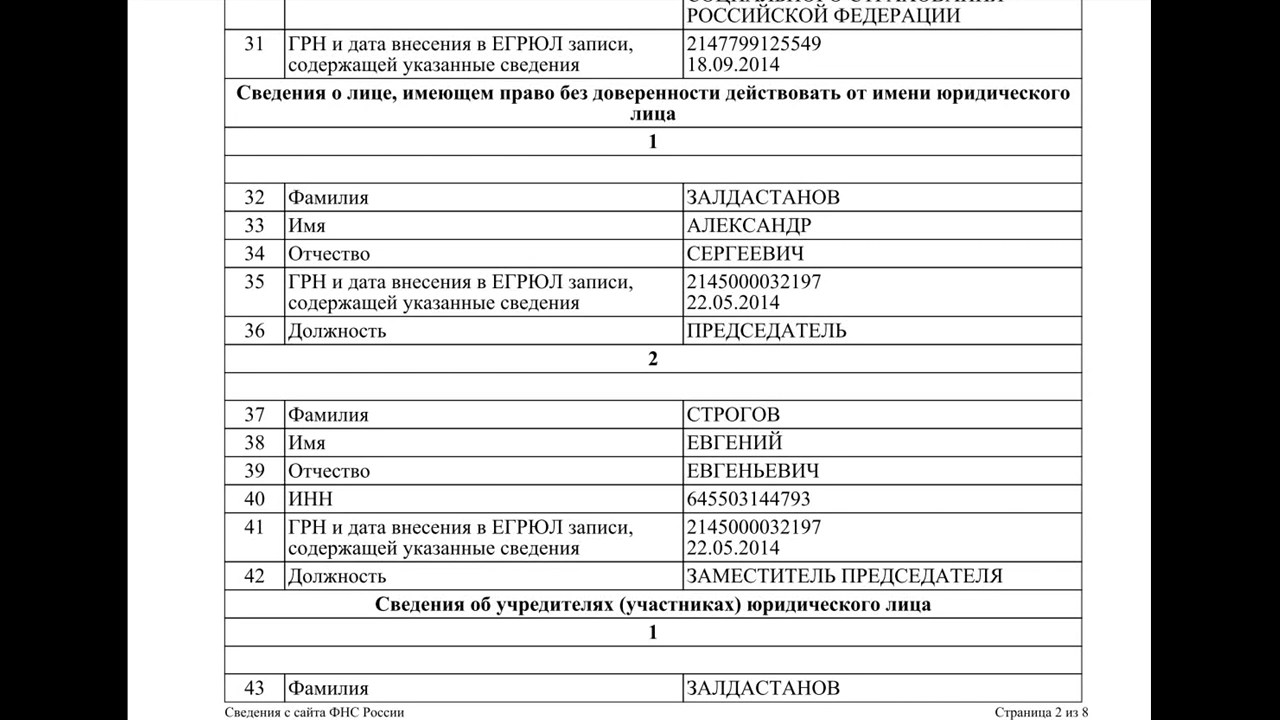 СОЦИАЛЬНОГО СТРАХОВАНИЯ
РОССИЙСКОЙ ФЕДЕРАЦИИ
31 ГРН и дата внесения в ЕГРЮЛ записи, 2147799125549
содержащей указанные сведения 18.09.2014
Сведения о лице, имеющем право без доверенности действовать от имени юридического
лица
1
32 Фамилия ЗАЛДАСТАНОВ
33 Имя АЛЕКСАНДР
34 Отчество СЕРГЕЕВИЧ
35 ГРН и дата внесения в ЕГРЮЛ записи, 2145000032197
содержащей указанные сведения 22.05.2014
36 Должность ПРЕДСЕДАТЕЛЬ
2
37 Фамилия СТРОГОВ
38 Имя ЕВГЕНИЙ
39 Отчество ЕВГЕНЬЕВИЧ
40 ИНН 645503144793
41 ГРН и дата внесения в ЕГРЮЛ записи, 2145000032197
содержащей указанные сведения 22.05.2014
42 Должность ЗАМЕСТИТЕЛЬ ПРЕДСЕДАТЕЛЯ
Сведения об учредителях (участниках) юридического лица
1
43 Фамилия ЗАЛДАСТАНОВ
Сведения с сайта ФНС России Страница 2 из 8